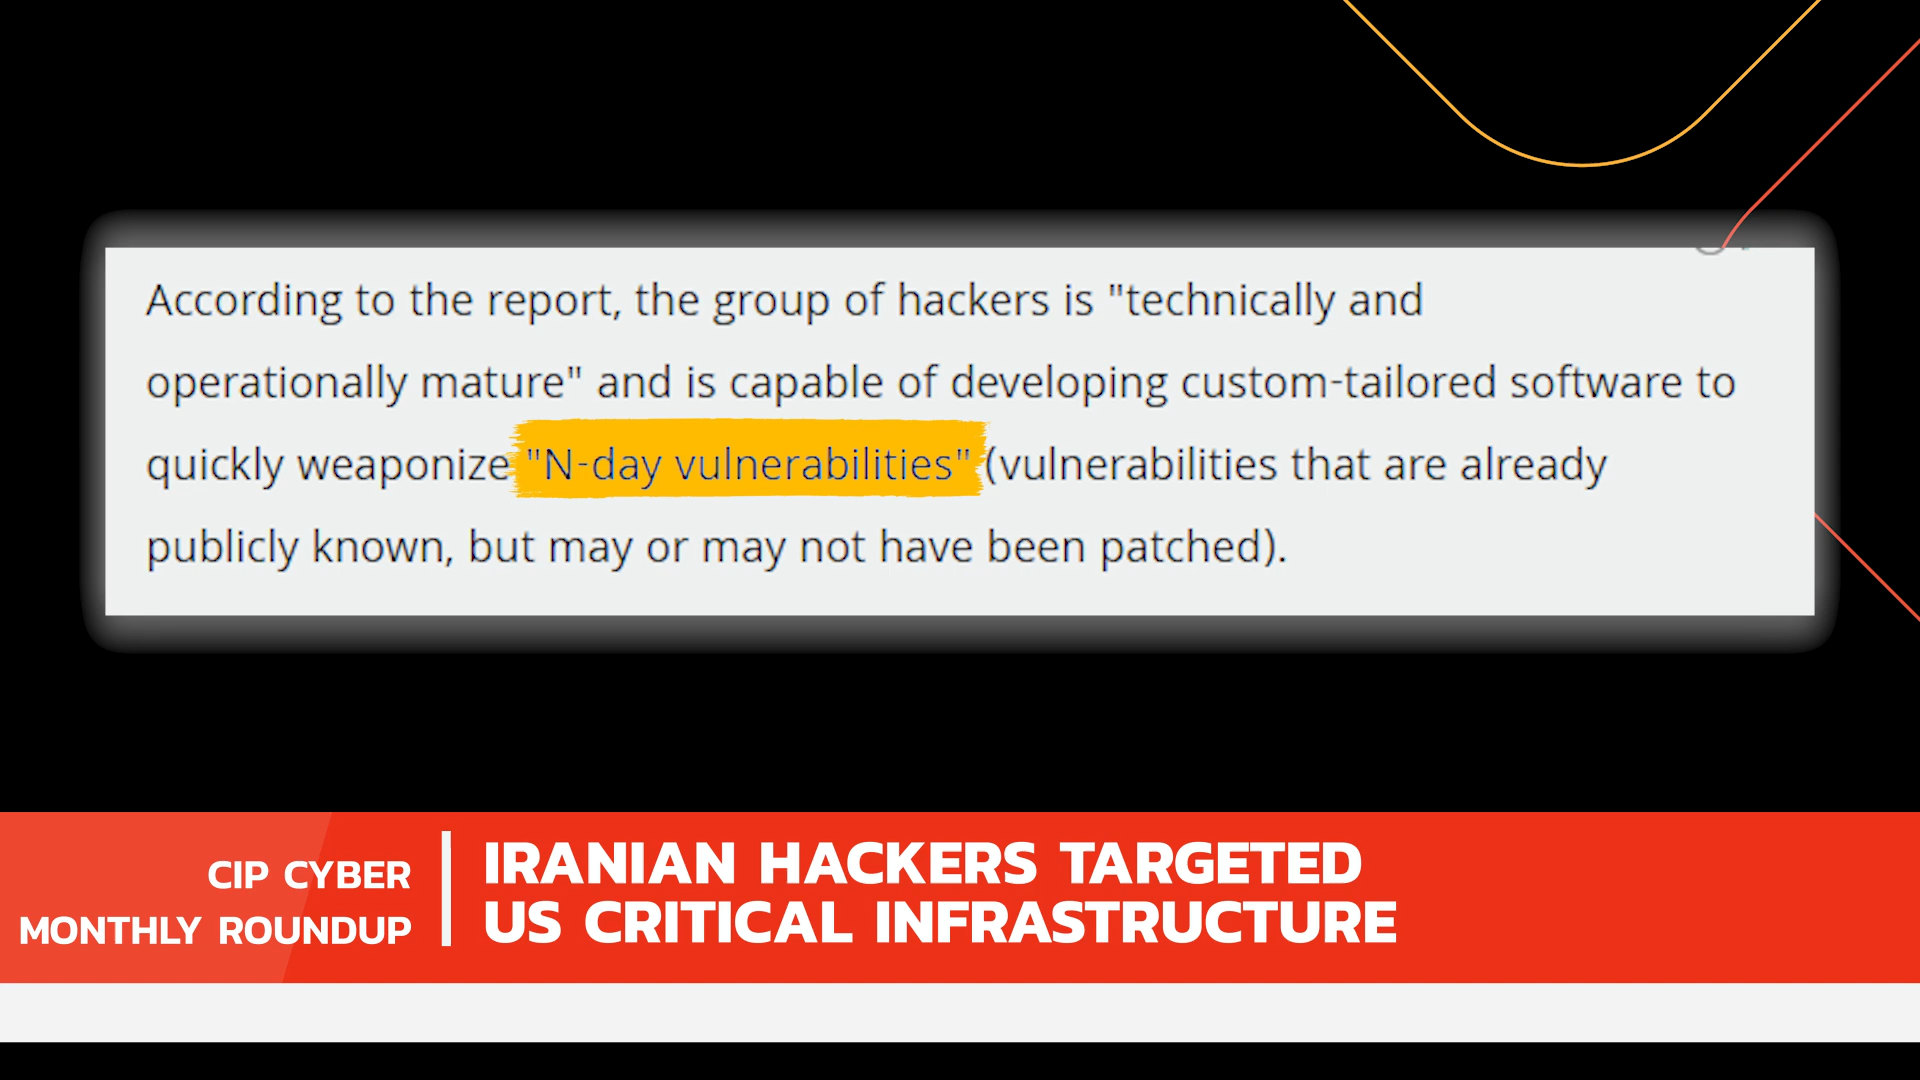 According to the report, the group of hackers is "technically and
operationally mature" and is capable of developing custom-tailored software to
quickly weaponize "N-day vulnerabilities" (vulnerabilities that are already
publicly known, but may or may not have been patched).
CIP CYBER
MONTHLY ROUNDUP
IRANIAN HACKERS TARGETED
US CRITICAL INFRASTRUCTURE